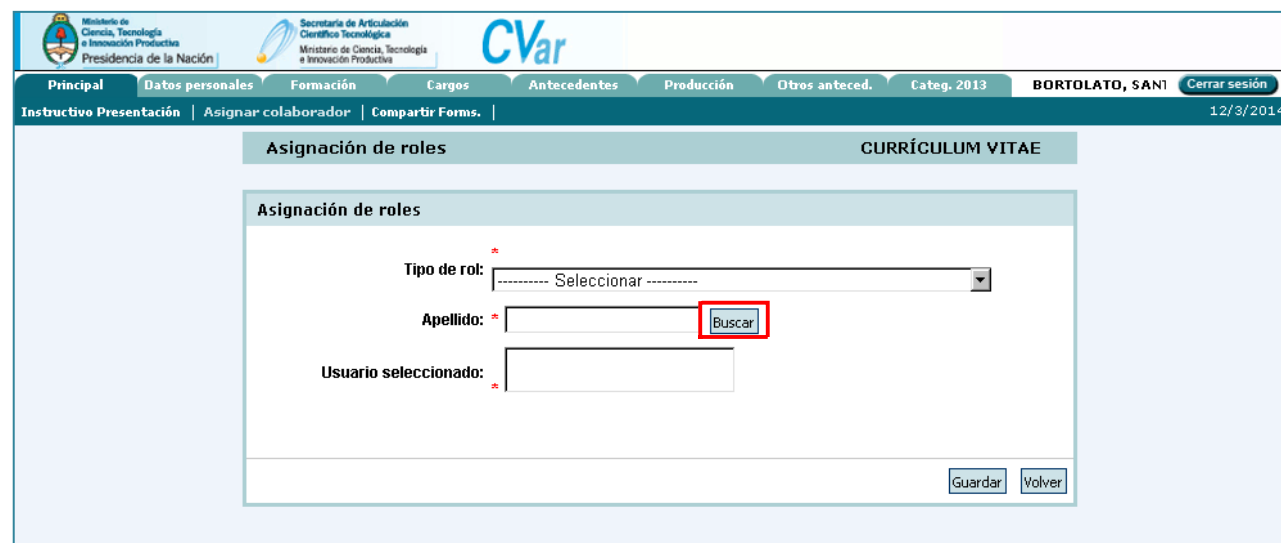 Ministerio de
Ciencia, Tecnología
e Innovación Productiva
Presidencia de la Nación
Secretaría de Articulación
Científico Tecnológica
Ministerio de Ciencia, Tecnología
e Innovación Productiva
CVar
Principal Datos personales Formación Cargos Antecedentes Producción Otros anteced. Categ. 2013 BORTOLATO, SANT Cerrar sesión
Instructivo Presentación | Asignar colaborador | Compartir Forms. | 12/3/2014
Asignación de roles CURRÍCULUM VITAE
Asignación de roles
*
Tipo de rol: ---------- Seleccionar ----------
Apellido: * Buscar
Usuario seleccionado: *
Guardar Volver